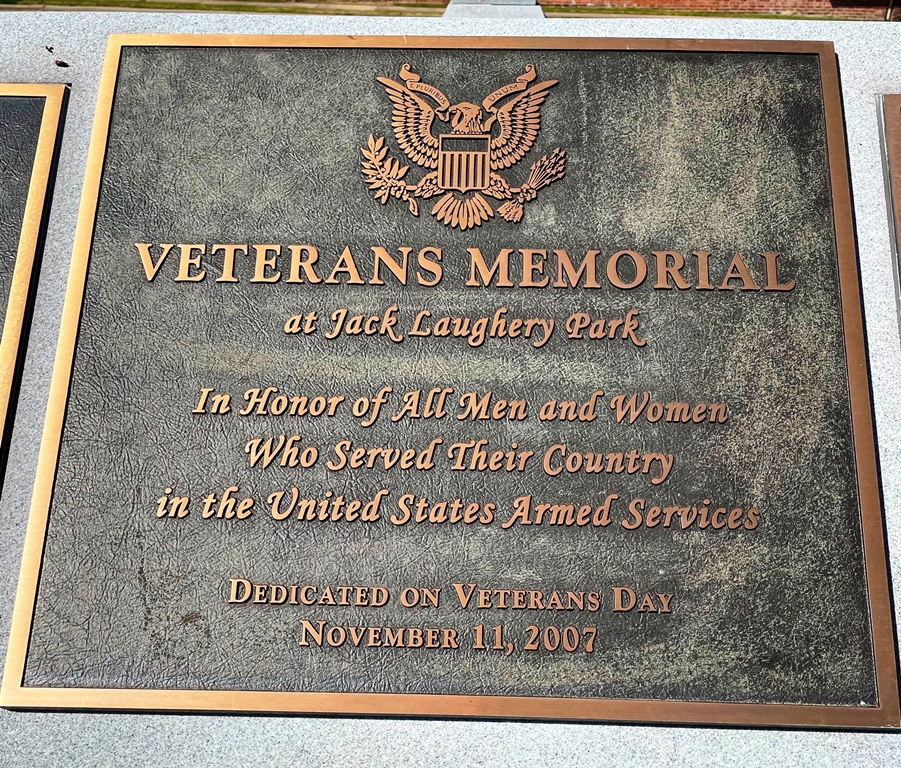 E PLURIBUS UNUM
VETERANS MEMORIAL
at Jack Laughery Park
In Honor of All Men and Women
Who Served Their Country
in the United States Armed Services
DEDICATED ON VETERANS DAY
NOVEMBER 11, 2007